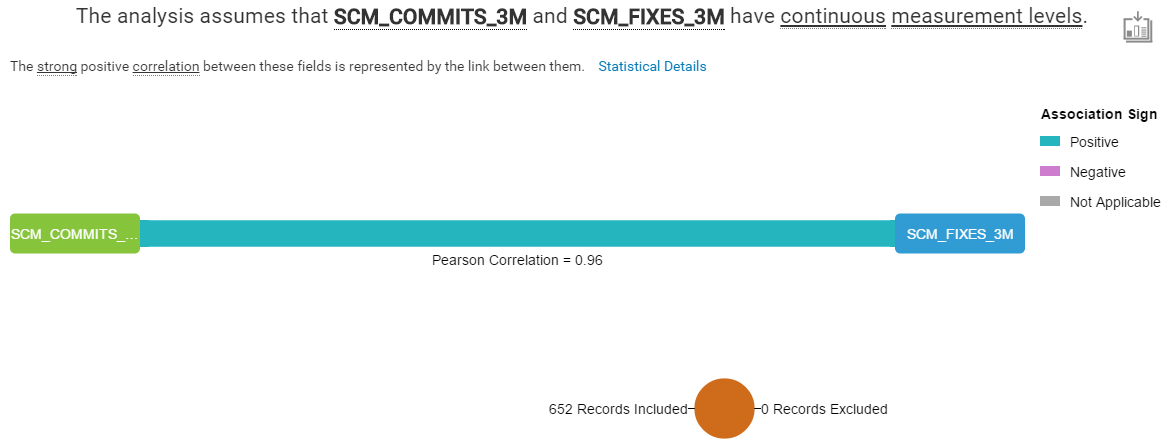 The analysis assumes that SCM_COMMITS_3M and SCM_FIXES_3M have continuous measurement levels.
The strong positive correlation between these fields is represented by the link between them. Statistical Details
Association Sign
Positive
Negative
Not Applicable
SCM_COMMITS_...
SCM_FIXES_3M
Pearson Correlation = 0.96
652 Records Included
0 Records Excluded